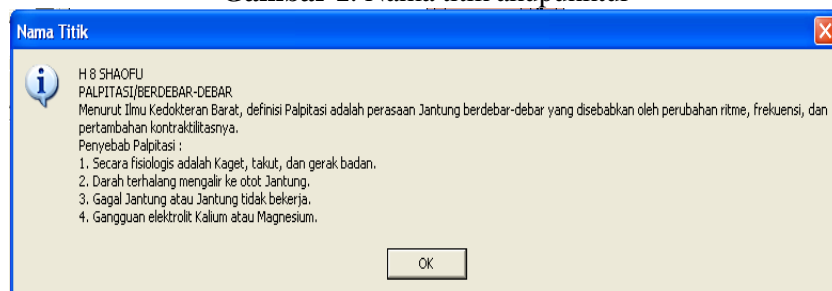 Nama Titik
H 8 SHAOFU
PALPITASI/BERDEBAR-DEBAR
Menurut Ilmu Kedokteran Barat, definisi Palpitasi adalah perasaan Jantung berdebar-debar yang disebabkan oleh perubahan ritme, frekuensi, dan
pertambahan kontraktilitasnya.
Penyebab Palpitasi :
1. Secara fisiologis adalah Kaget, takut, dan gerak badan.
2. Darah terhalang mengalir ke otot Jantung.
3. Gagal Jantung atau Jantung tidak bekerja.
4. Gangguan elektrolit Kalium atau Magnesium.
OK